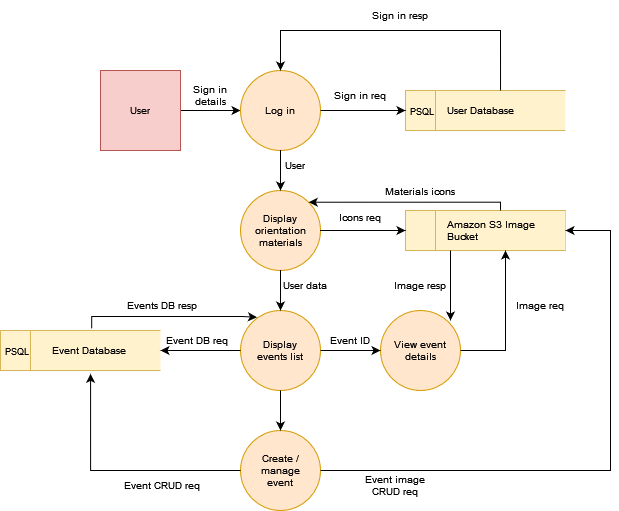 Sign in resp
User
Sign in
details
Log in
Sign in req
PSQL
User Database
User
Materials icons
Display
orientation
materials
Icons req
Amazon S3 Image
Bucket
User data
Image resp
Image req
Events DB resp
PSQL
Event Database
Event DB req
Display
events list
Event ID
View event
details
Create /
manage
event
Event CRUD req
Event image
CRUD req